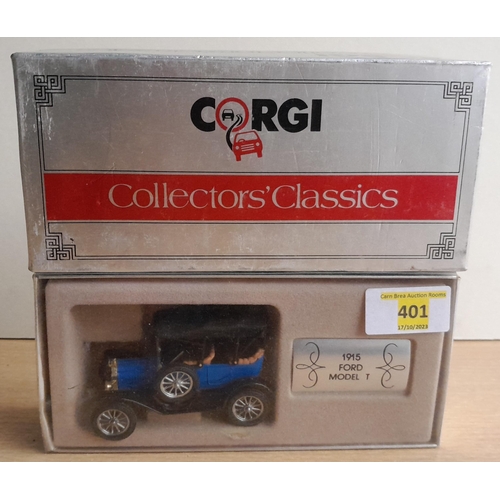 CORGI
Collectors' Classics
Carn Brea Auction Rooms
401
17/10/2023
1915
FORD
MODEL T